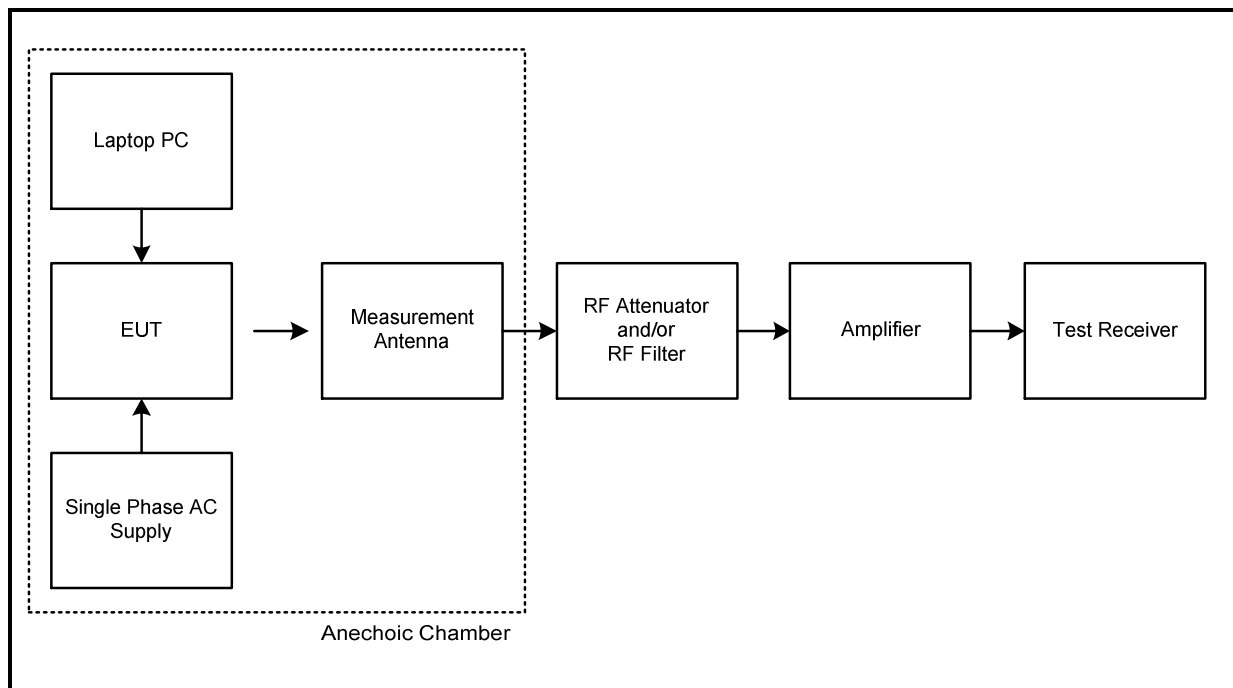 Laptop PC
EUT
Measurement
Antenna
RF Attenuator
and/or
RF Filter
Amplifier
Test Receiver
Single Phase AC
Supply
Anechoic Chamber